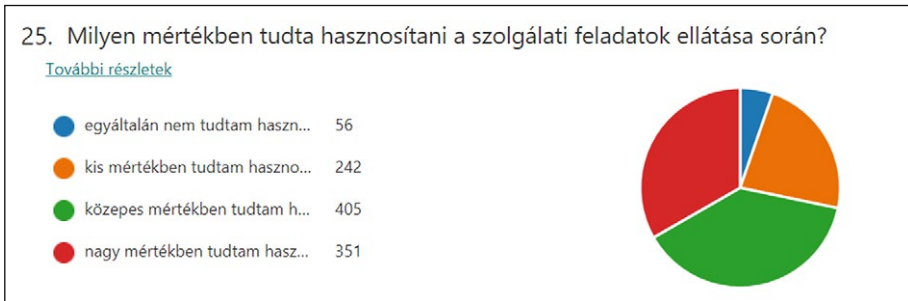 25. Milyen mértékben tudta hasznosítani a szolgálati feladatok ellátása során?
További részletek
egyáltalán nem tudtam haszn... 56
kis mértékben tudtam haszno... 242
közepes mértékben tudtam h... 405
nagy mértékben tudtam hasz... 351